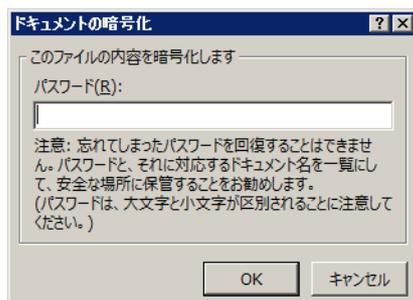 ドキュメントの暗号化
このファイルの内容を暗号化します
パスワード(R):
注意: 忘れてしまったパスワードを回復することはできませ
ん。パスワードと、それに対応するドキュメント名を一覧にし
て、安全な場所に保管することをお勧めします。
(パスワードは、大文字と小文字が区別されることに注意して
ください。)
OK
キャンセル